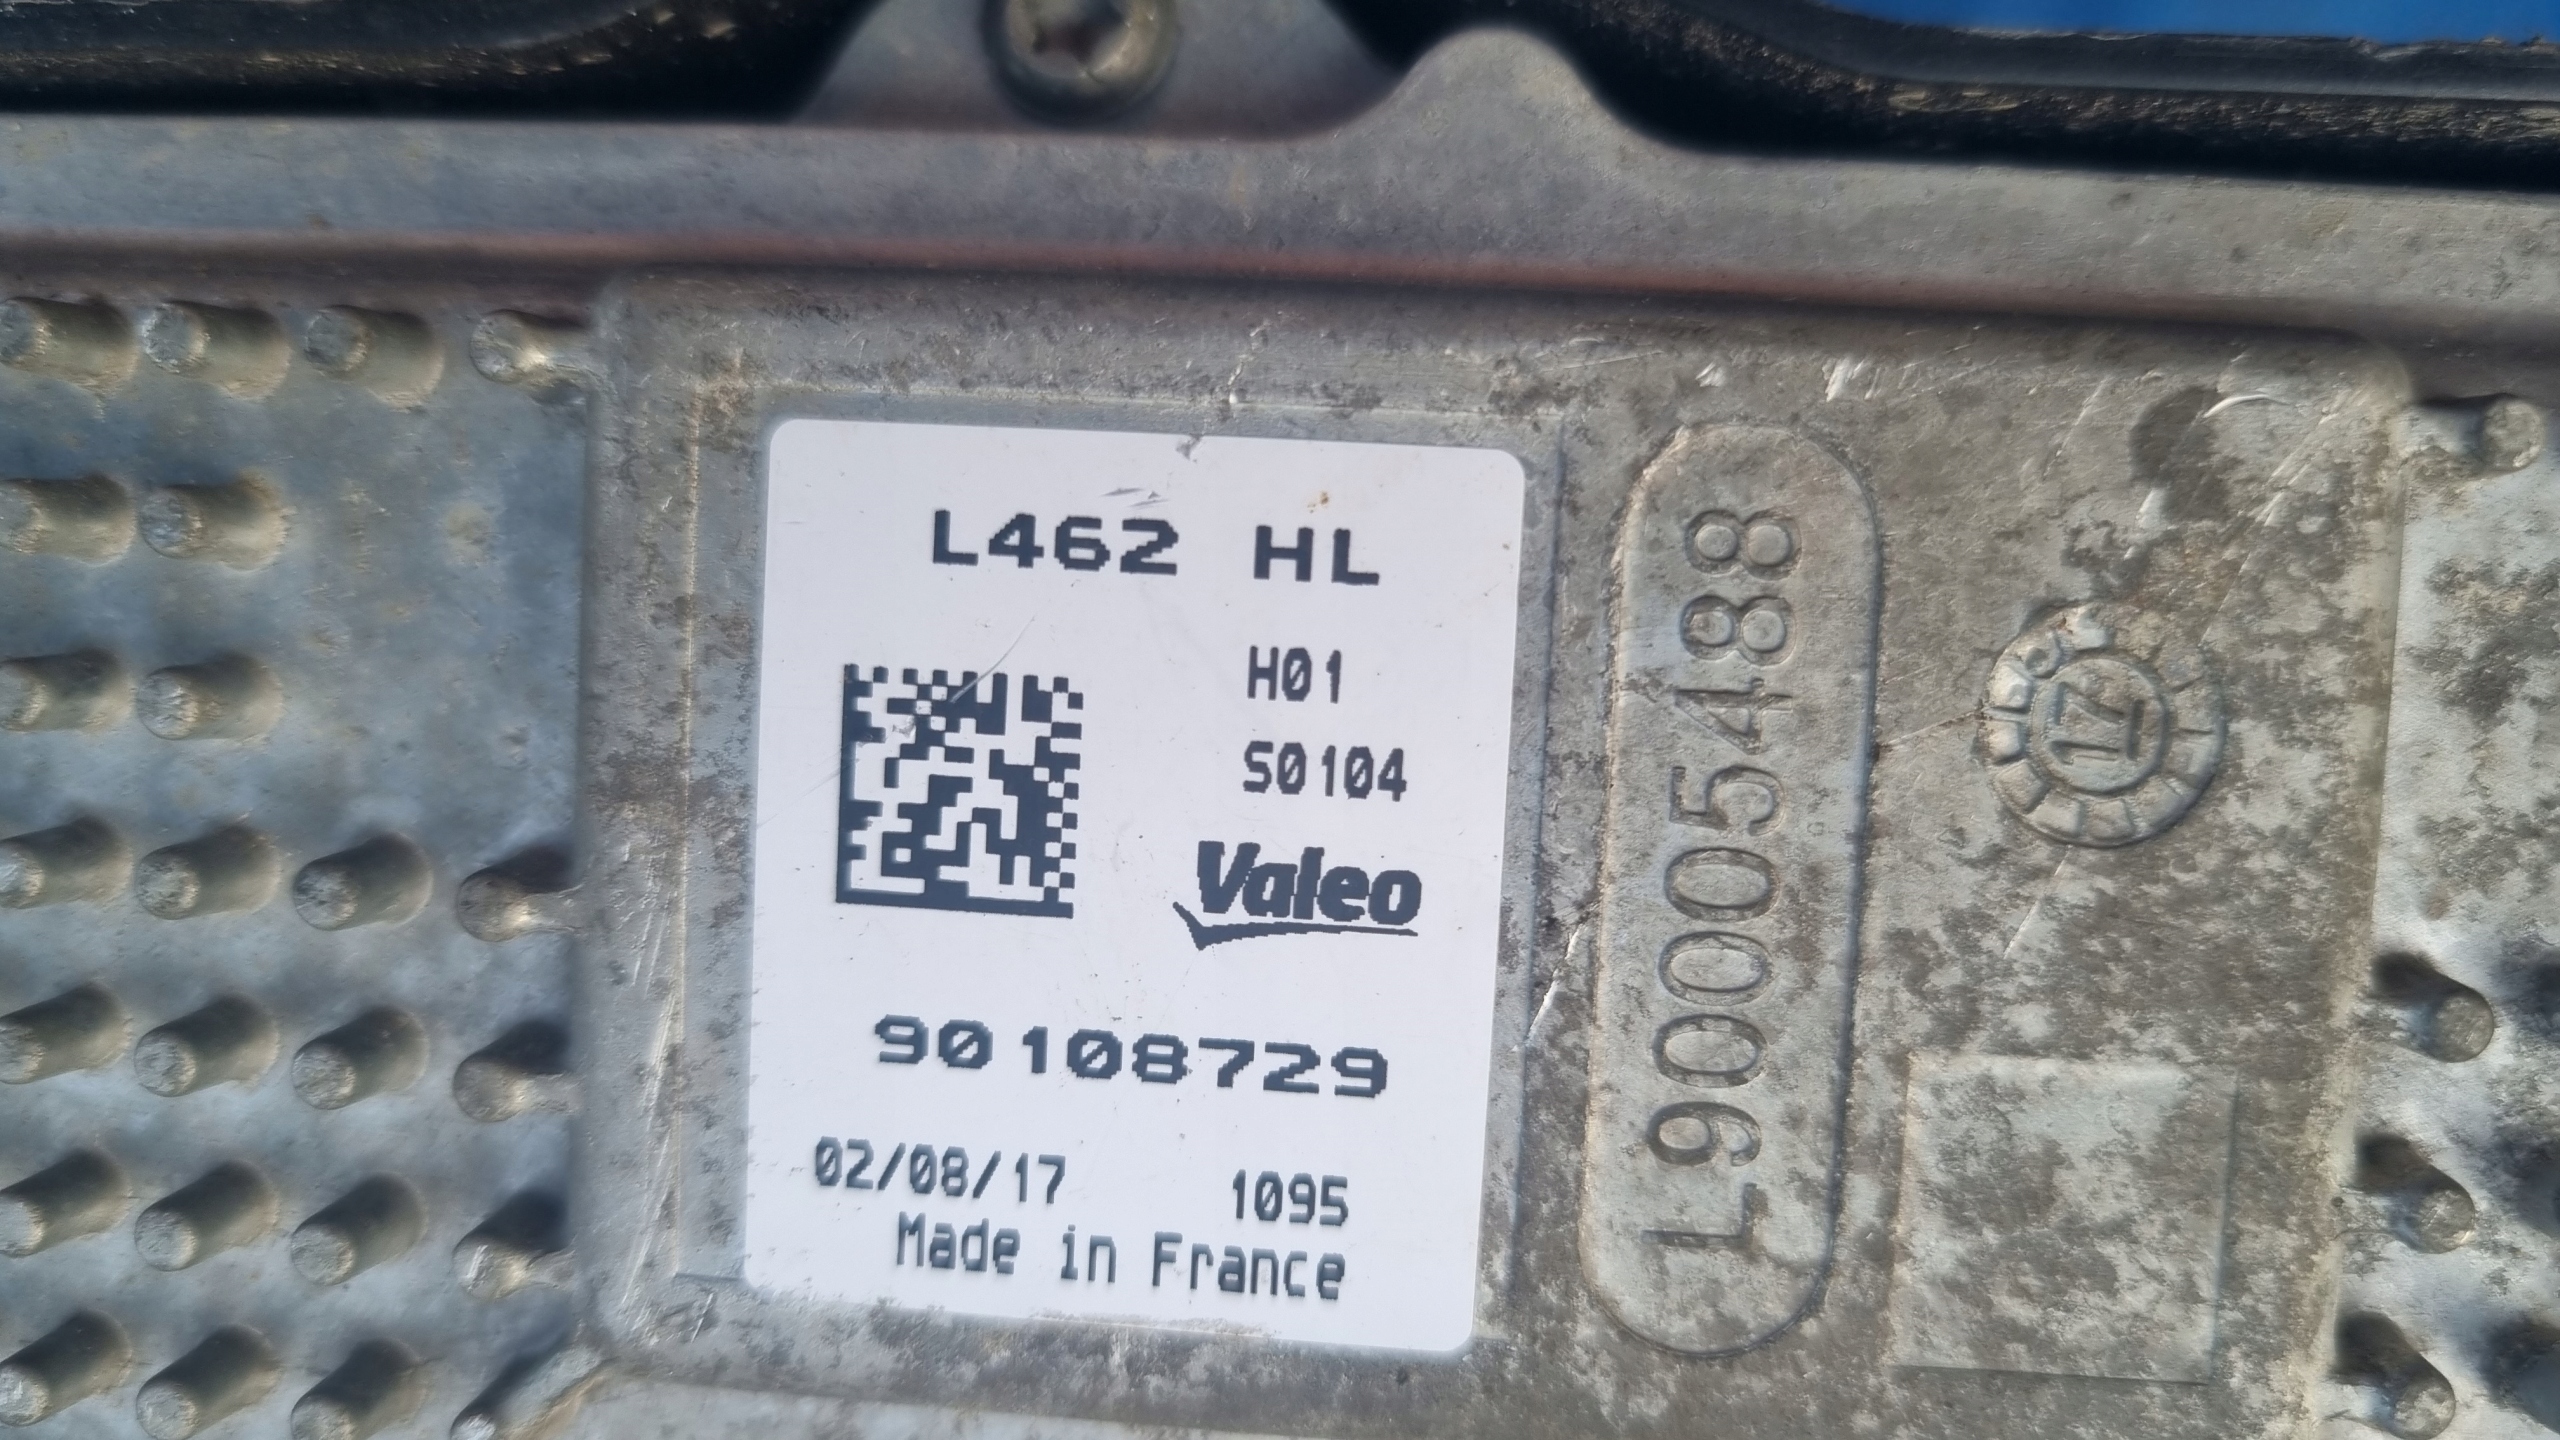 L462 HL
H01
S0104
Valeo
90108729
02/08/17 1095
Made in France
L90005488
17